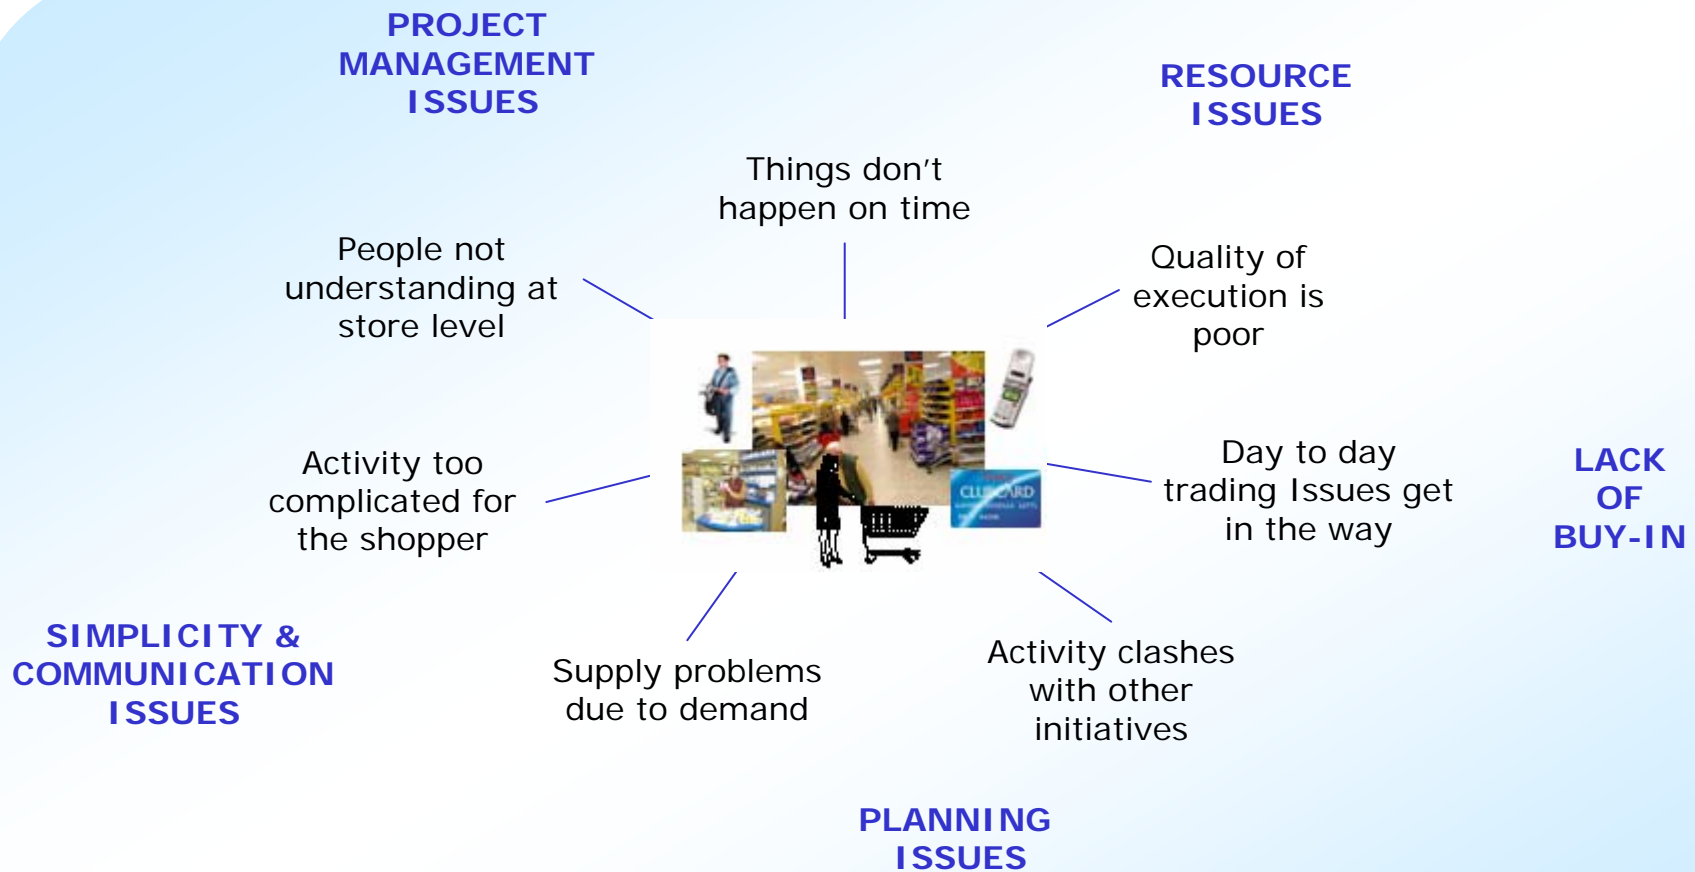 PROJECT
MANAGEMENT
ISSUES
RESOURCE
ISSUES
Things don't
happen on time
People not
understanding at
store level
Quality of
execution is
poor
Activity too
complicated for
the shopper
CLUBCARD
Day to day
trading Issues get
in the way
LACK
OF
BUY-IN
SIMPLICITY &
COMMUNICATION
ISSUES
Supply problems
due to demand
Activity clashes
with other
initiatives
PLANNING
ISSUES